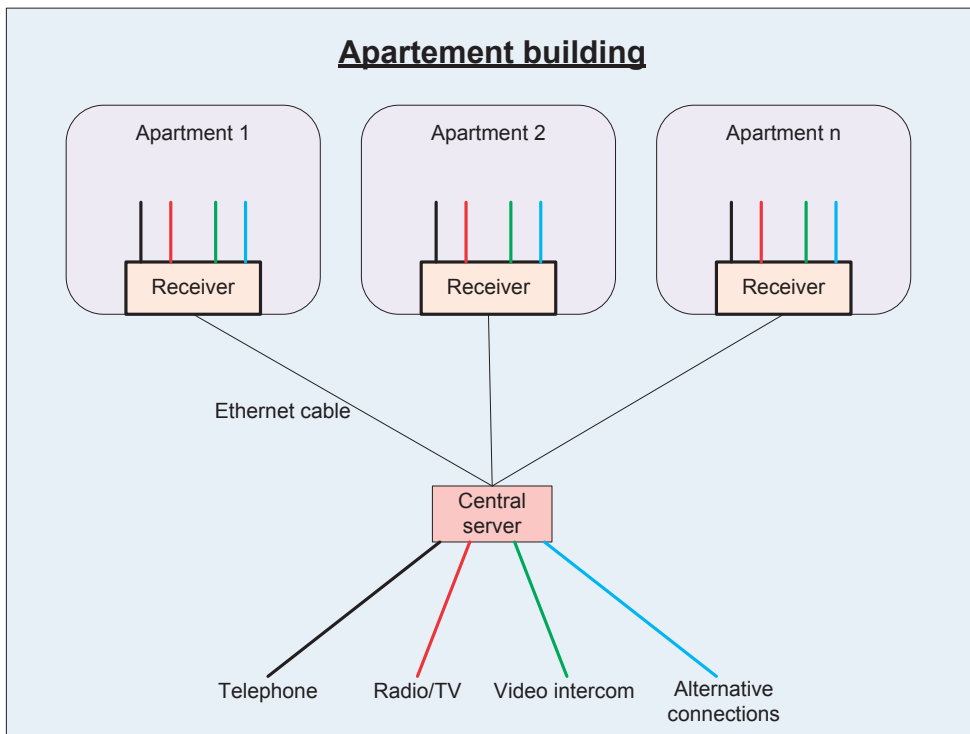 Apartement building
Apartment 1
Apartment 2
Apartment n
Receiver
Receiver
Receiver
Ethernet cable
Central
server
Telephone
Radio/TV
Video intercom
Alternative
connections